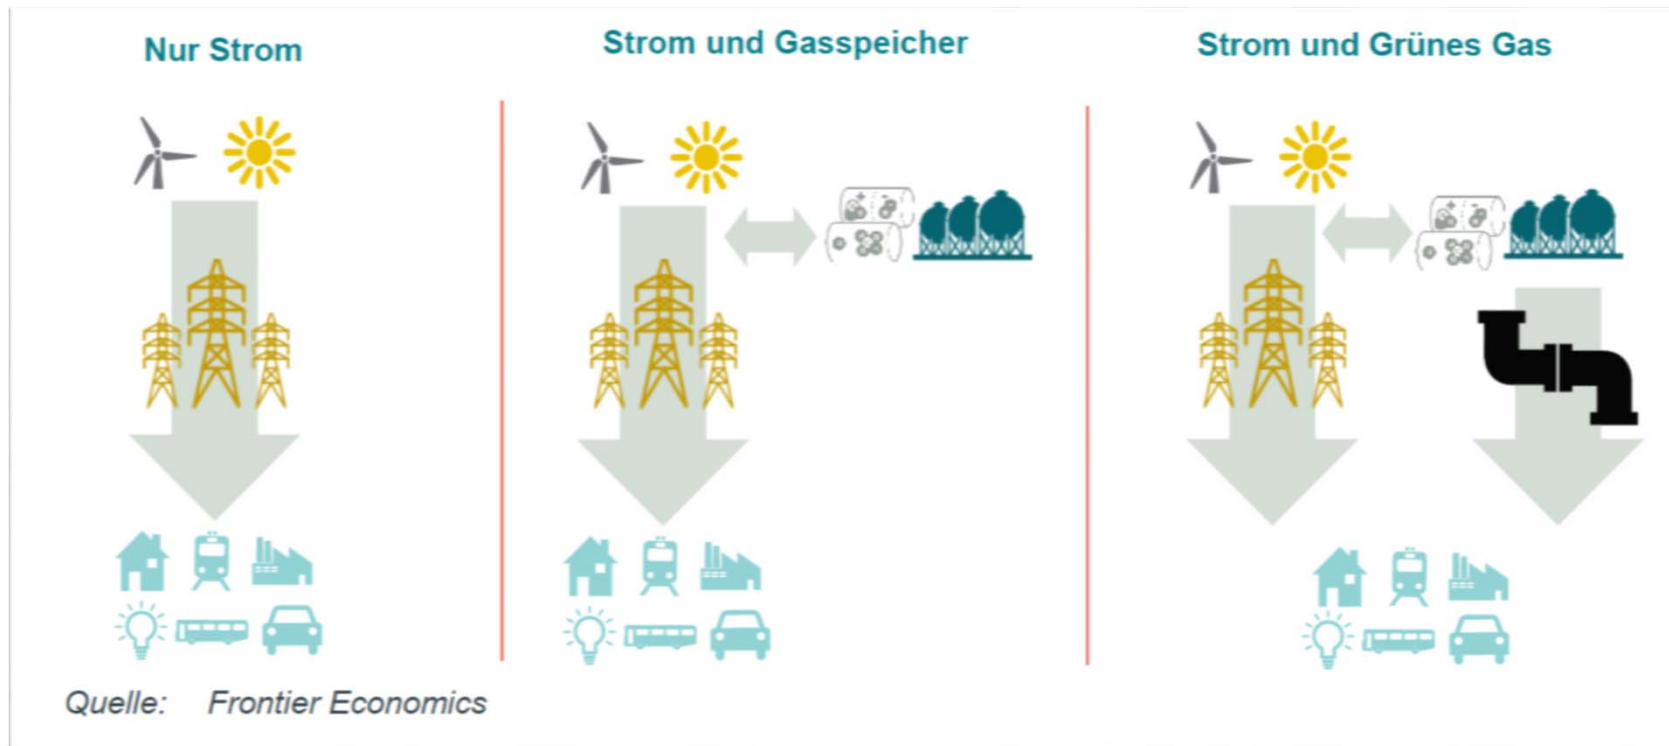 Nur Strom
Strom und Gasspeicher
Strom und Grünes Gas
Quelle: Frontier Economics